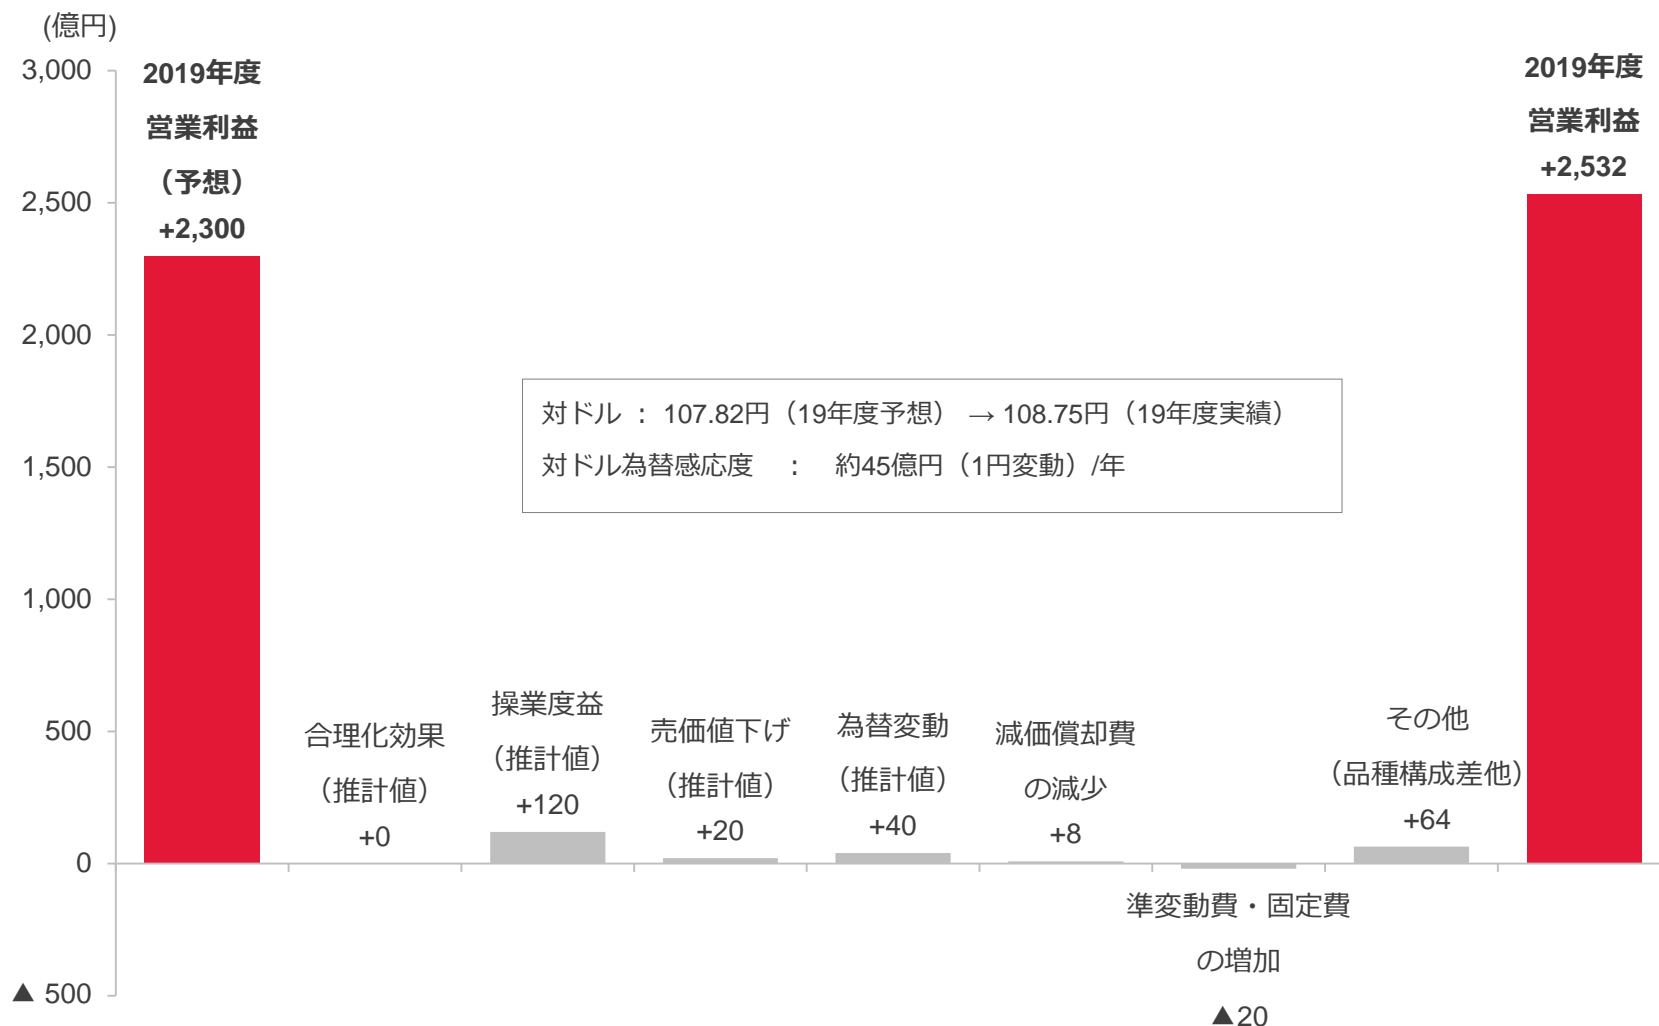 (億円)
3,000
2,500
2,000
1,500
1,000
500
0
▲ 500
2019年度
営業利益
（予想）
+2,300
合理化効果
（推計値）
+0
操業度益
（推計値）
+120
売価値下げ
（推計値）
+20
為替変動
（推計値）
+40
減価償却費
の減少
+8
準変動費・固定費
の増加
▲20
その他
（品種構成差他）
+64
2019年度
営業利益
+2,532
対ドル ： 107.82円（19年度予想） → 108.75円（19年度実績）
対ドル為替感応度 ： 約45億円（1円変動）/年